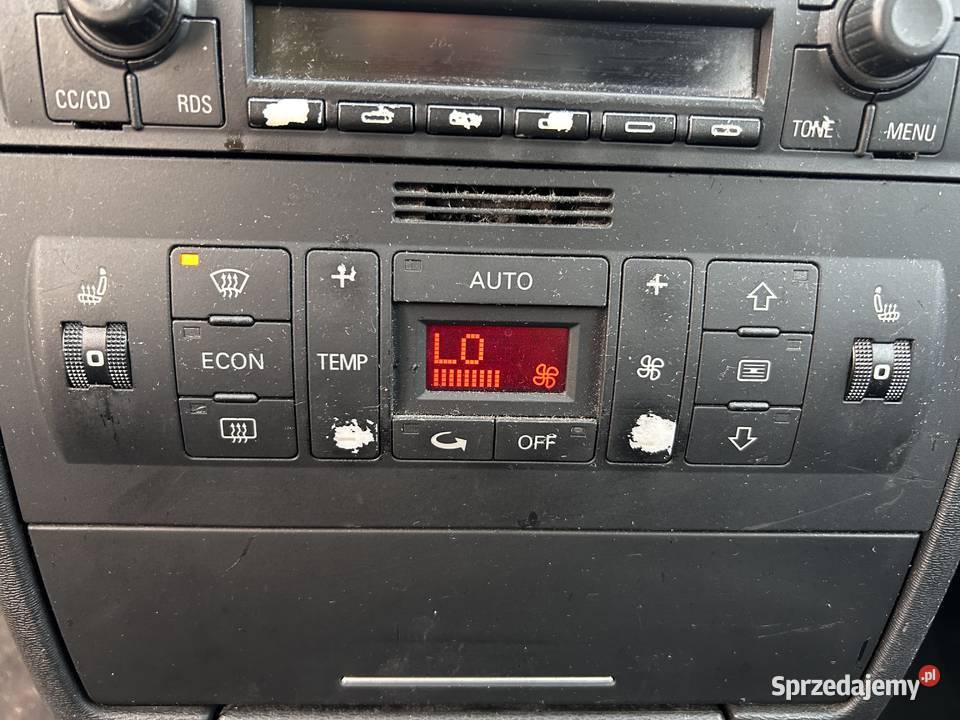 CC/CD
RDS
TONE
MENU
AUTO
ECON
TEMP
LO
OFF
0
0
Sprzedajemy.pl